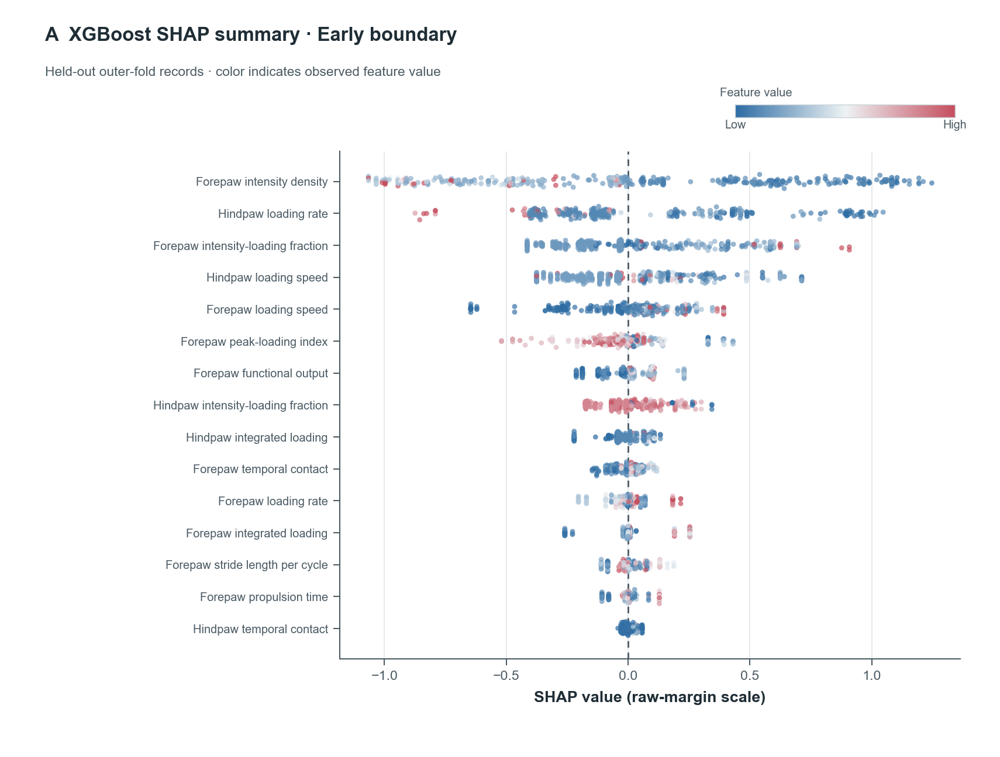 A XGBoost SHAP summary · Early boundary
Held-out outer-fold records · color indicates observed feature value
Feature value
Low High
Forepaw intensity density
Hindpaw loading rate
Forepaw intensity-loading fraction
Hindpaw loading speed
Forepaw loading speed
Forepaw peak-loading index
Forepaw functional output
Hindpaw intensity-loading fraction
Hindpaw integrated loading
Forepaw temporal contact
Forepaw loading rate
Forepaw integrated loading
Forepaw stride length per cycle
Forepaw propulsion time
Hindpaw temporal contact
−1.0 −0.5 0.0 0.5 1.0
SHAP value (raw-margin scale)